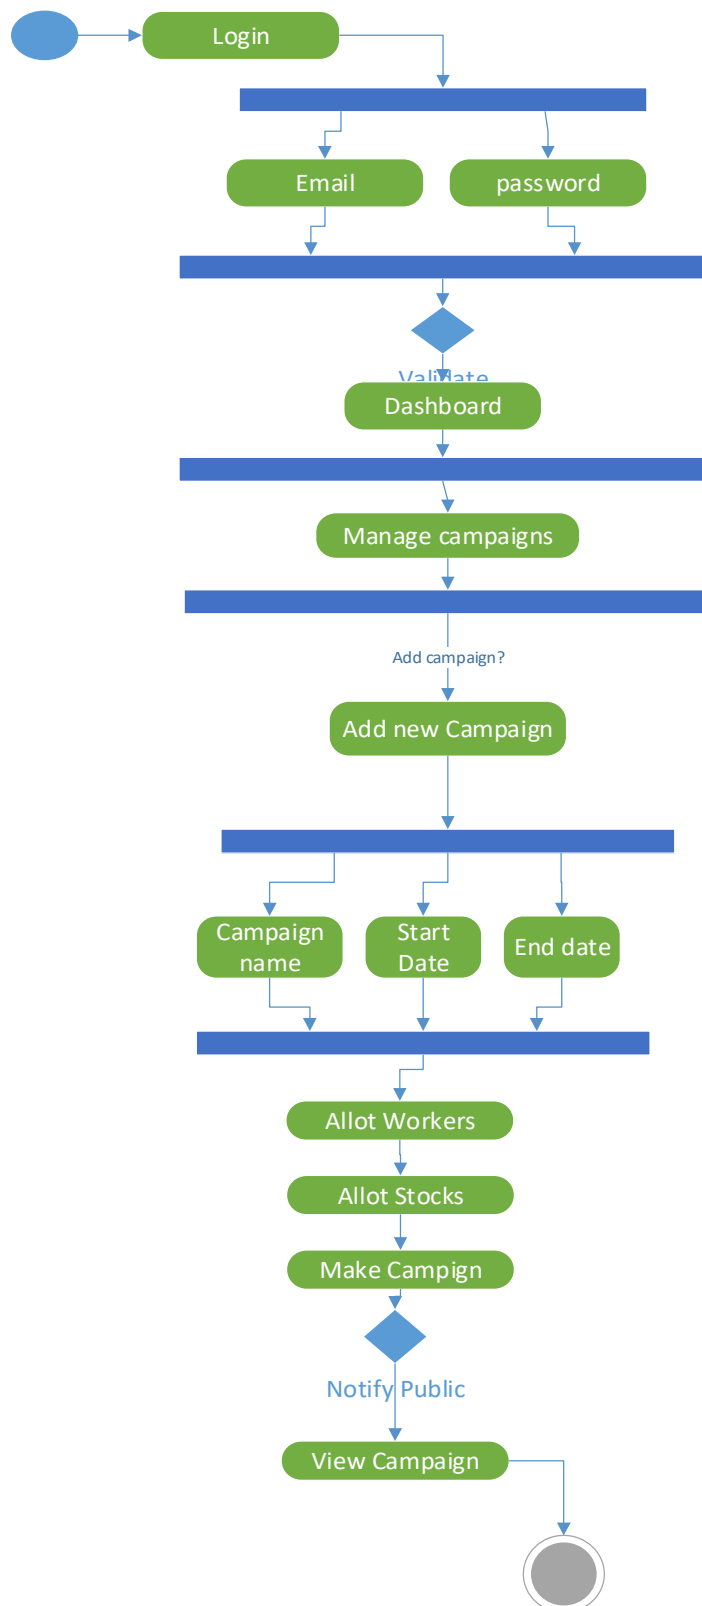 Login
Email
password
Validate
Dashboard
Manage campaigns
Add campaign?
Add new Campaign
Campaign
name
Start
Date
End date
Allot Workers
Allot Stocks
Make Campign
Notify Public
View Campaign